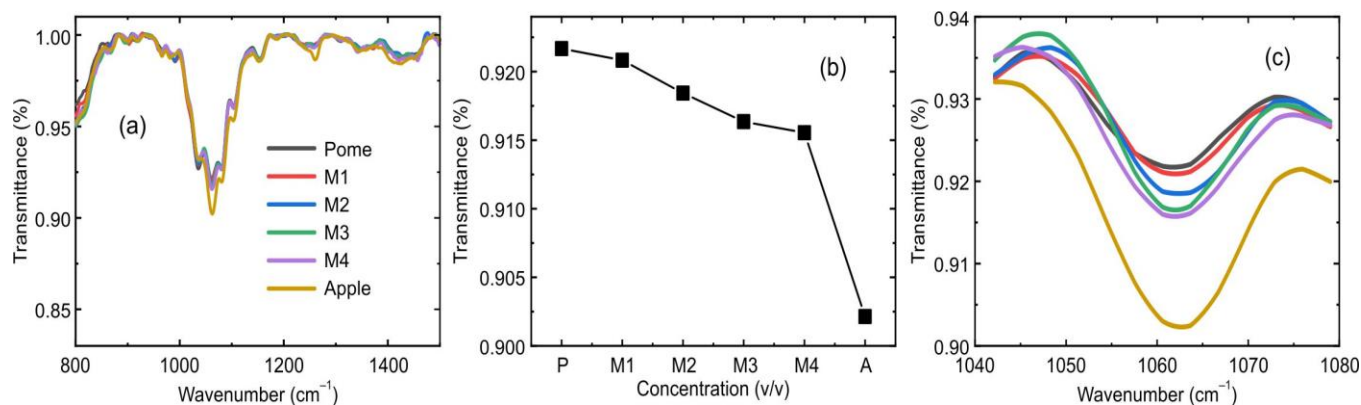 Transmittance (%)
1.00
0.95
0.90
0.85
(a)
Pome
M1
M2
M3
M4
Apple
800
1000
1200
1400
Wavenumber (cm⁻¹)
Transmittance (%)
0.920
0.915
0.910
0.905
0.900
(b)
P
M1
M2
M3
M4
A
Concentration (v/v)
Transmittance (%)
0.94
0.93
0.92
0.91
0.90
(c)
1040
1050
1060
1070
1080
Wavenumber (cm⁻¹)